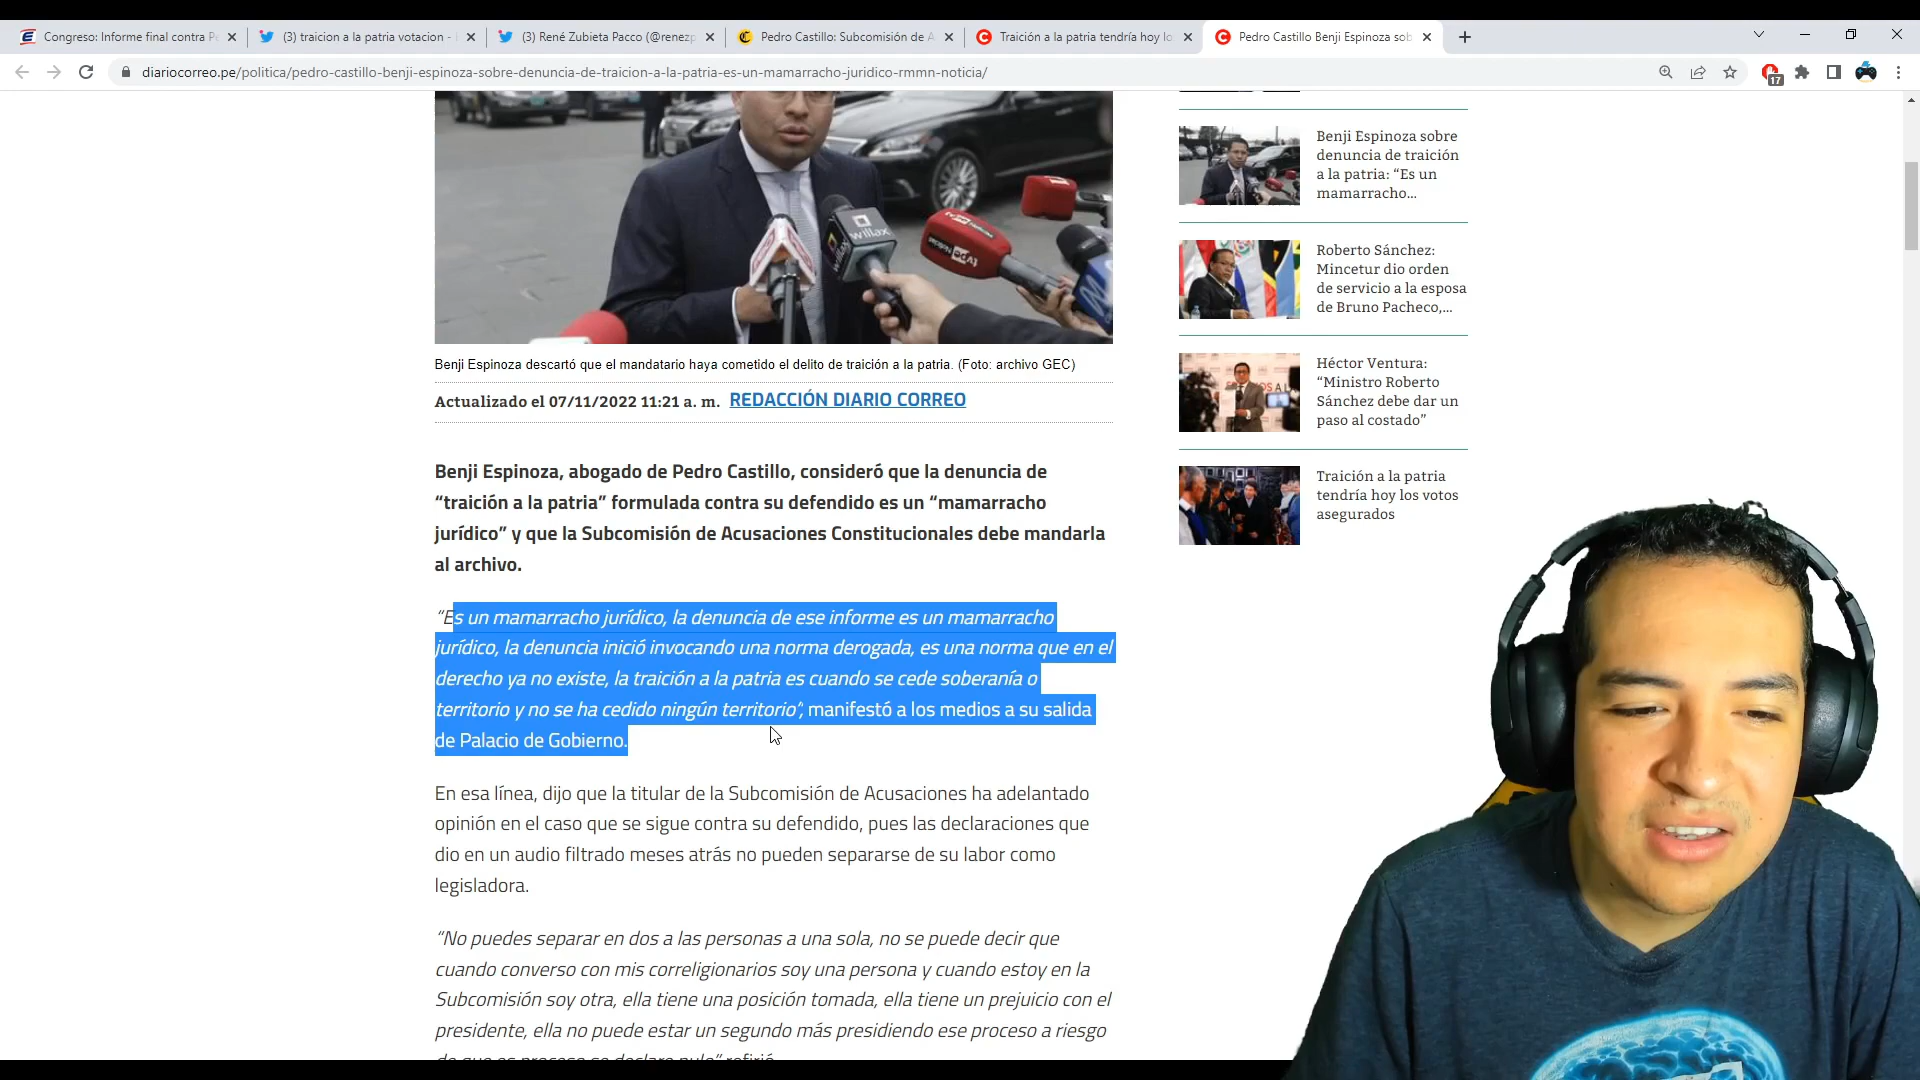 Congreso: Informe final contra P
(3) traicion a la patria votacion -
(3) René Zubieta Pacco (@renezp
Pedro Castillo: Subcomisión de A
Traición a la patria tendría hoy lo
Pedro Castillo Benji Espinoza sob
diariocorreo.pe/politica/pedro-castillo-benji-espinoza-sobre-denuncia-de-traicion-a-la-patria-es-un-mamarracho-juridico-rmmn-noticia/
17
willax
Benji Espinoza descartó que el mandatario haya cometido el delito de traición a la patria. (Foto: archivo GEC)
Actualizado el 07/11/2022 11:21 a. m. REDACCIÓN DIARIO CORREO
Benji Espinoza, abogado de Pedro Castillo, consideró que la denuncia de
“traición a la patria” formulada contra su defendido es un “mamarracho
jurídico” y que la Subcomisión de Acusaciones Constitucionales debe mandarla
al archivo.
“Es un mamarracho jurídico, la denuncia de ese informe es un mamarracho
jurídico, la denuncia inició invocando una norma derogada, es una norma que en el
derecho ya no existe, la traición a la patria es cuando se cede soberanía o
territorio y no se ha cedido ningún territorio”, manifestó a los medios a su salida
de Palacio de Gobierno.
En esa línea, dijo que la titular de la Subcomisión de Acusaciones ha adelantado
opinión en el caso que se sigue contra su defendido, pues las declaraciones que
dio en un audio filtrado meses atrás no pueden separarse de su labor como
legisladora.
“No puedes separar en dos a las personas a una sola, no se puede decir que
cuando converso con mis correligionarios soy una persona y cuando estoy en la
Subcomisión soy otra, ella tiene una posición tomada, ella tiene un prejuicio con el
presidente, ella no puede estar un segundo más presidiendo ese proceso a riesgo
de que es proceso se declare nulo” refirió
Benji Espinoza sobre
denuncia de traición
a la patria: “Es un
mamarracho...
Roberto Sánchez:
Mincetur dio orden
de servicio a la esposa
de Bruno Pacheco,...
Héctor Ventura:
“Ministro Roberto
Sánchez debe dar un
paso al costado”
Traición a la patria
tendría hoy los votos
asegurados